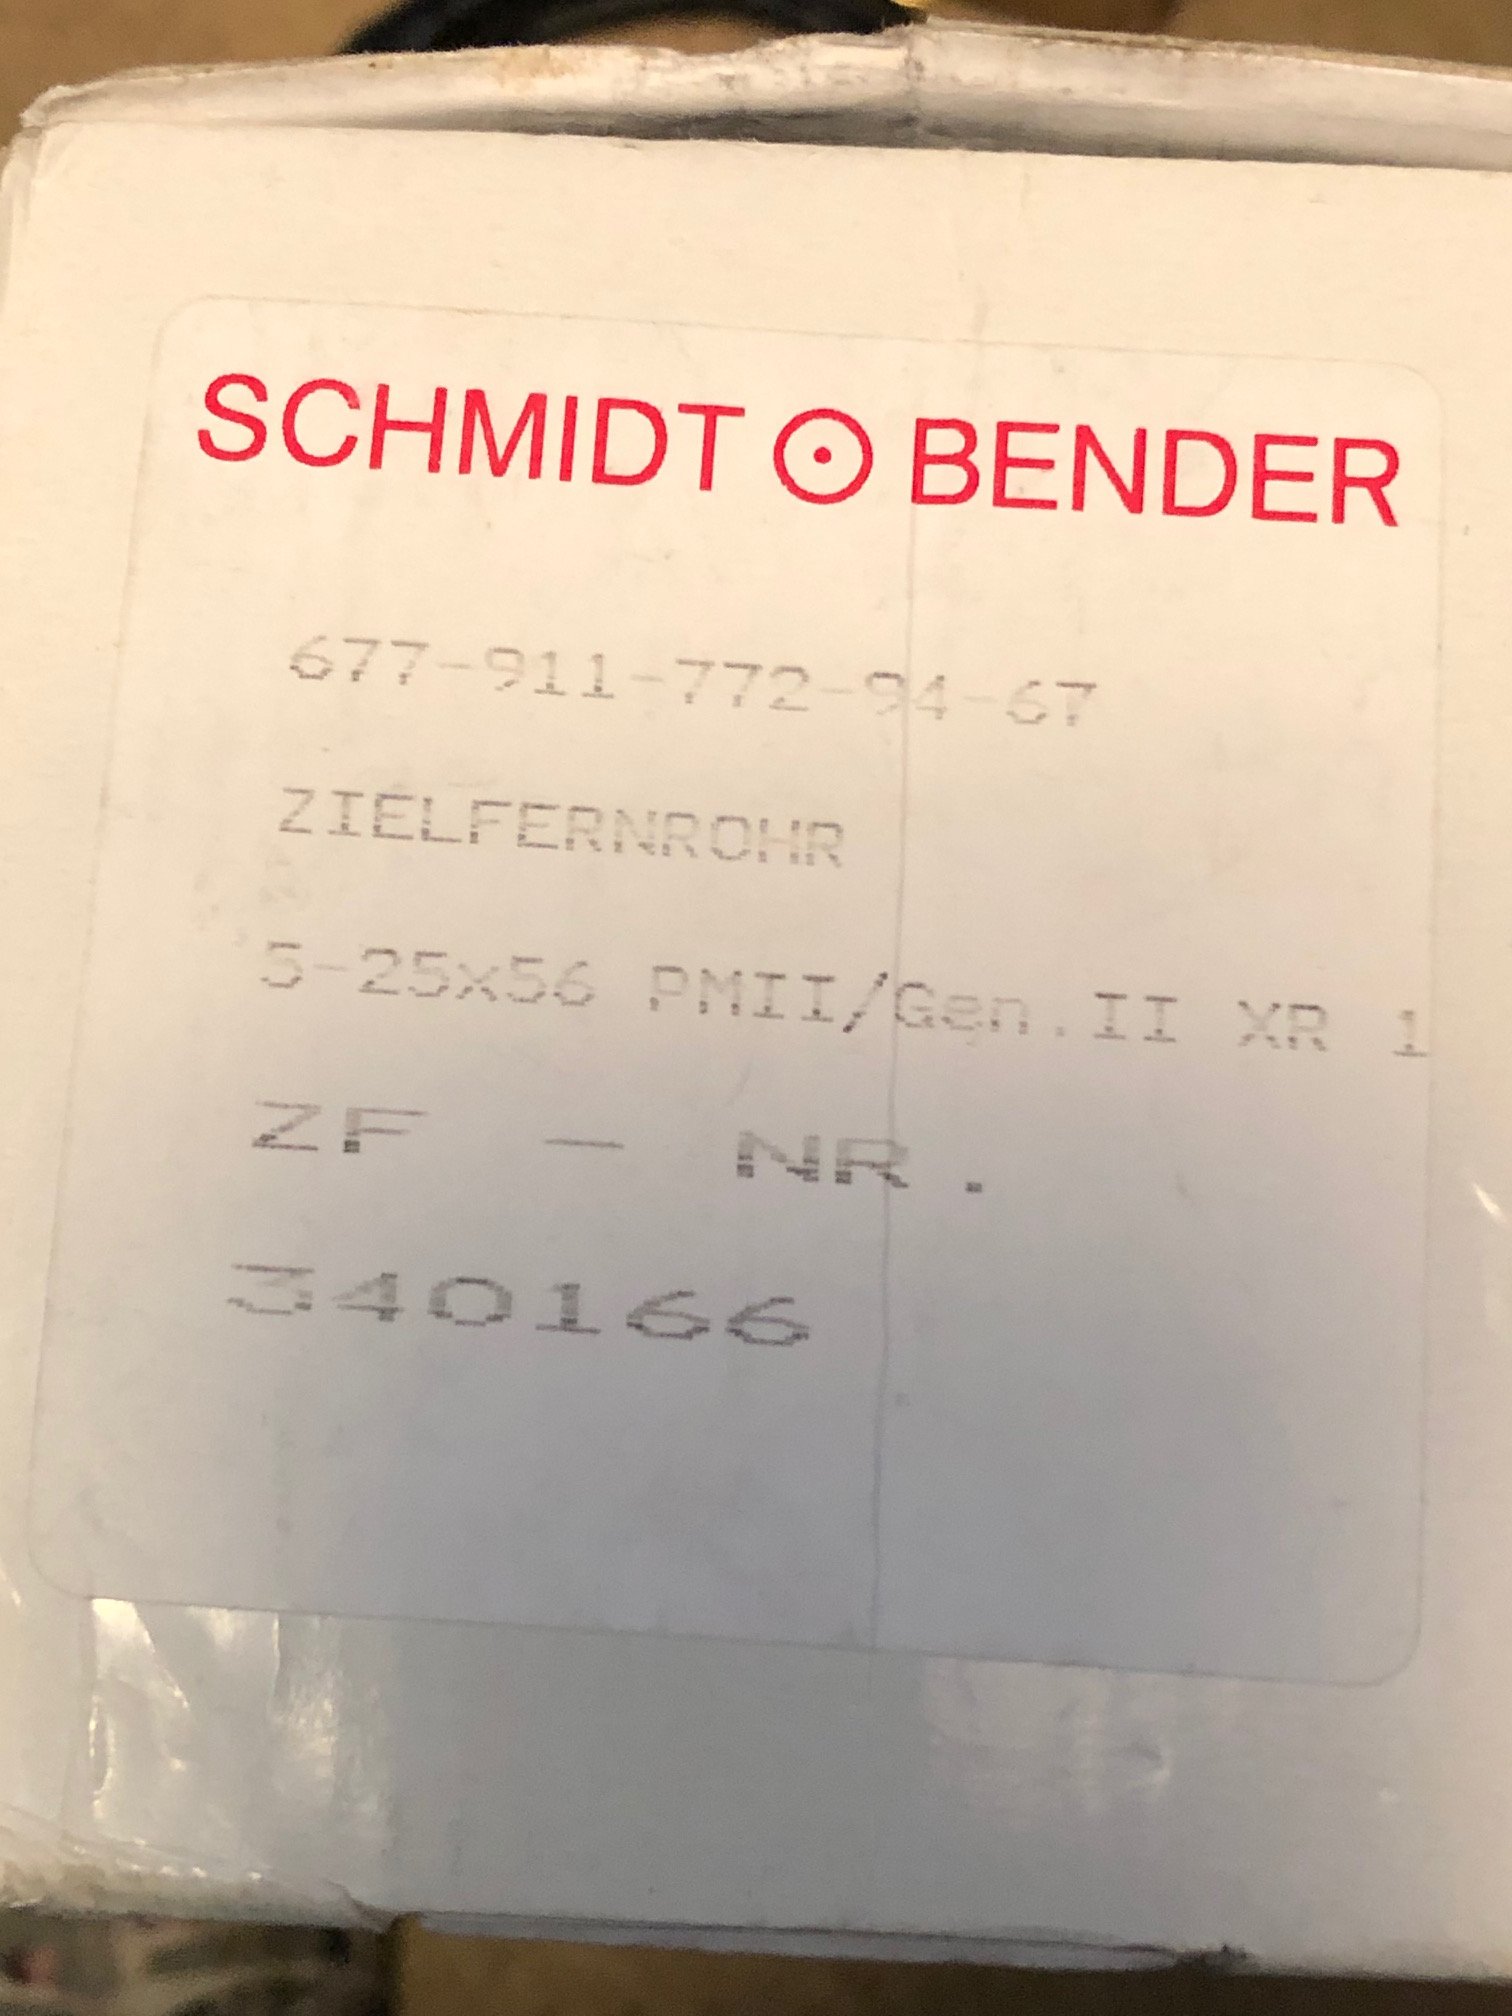 SCHMIDT BENDER
677-911-772-94-67
ZIELFERNROHR
5-25x56 PMII/Gen.II XR 1
ZF - NR.
340166